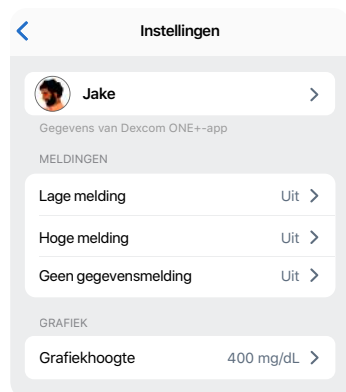 Instellingen
Jake
Gegevens van Dexcom ONE+-app
MELDINGEN
Lage melding Uit
Hoge melding Uit
Geen gegevensmelding Uit
GRAFIEK
Grafiekhoogte 400 mg/dL